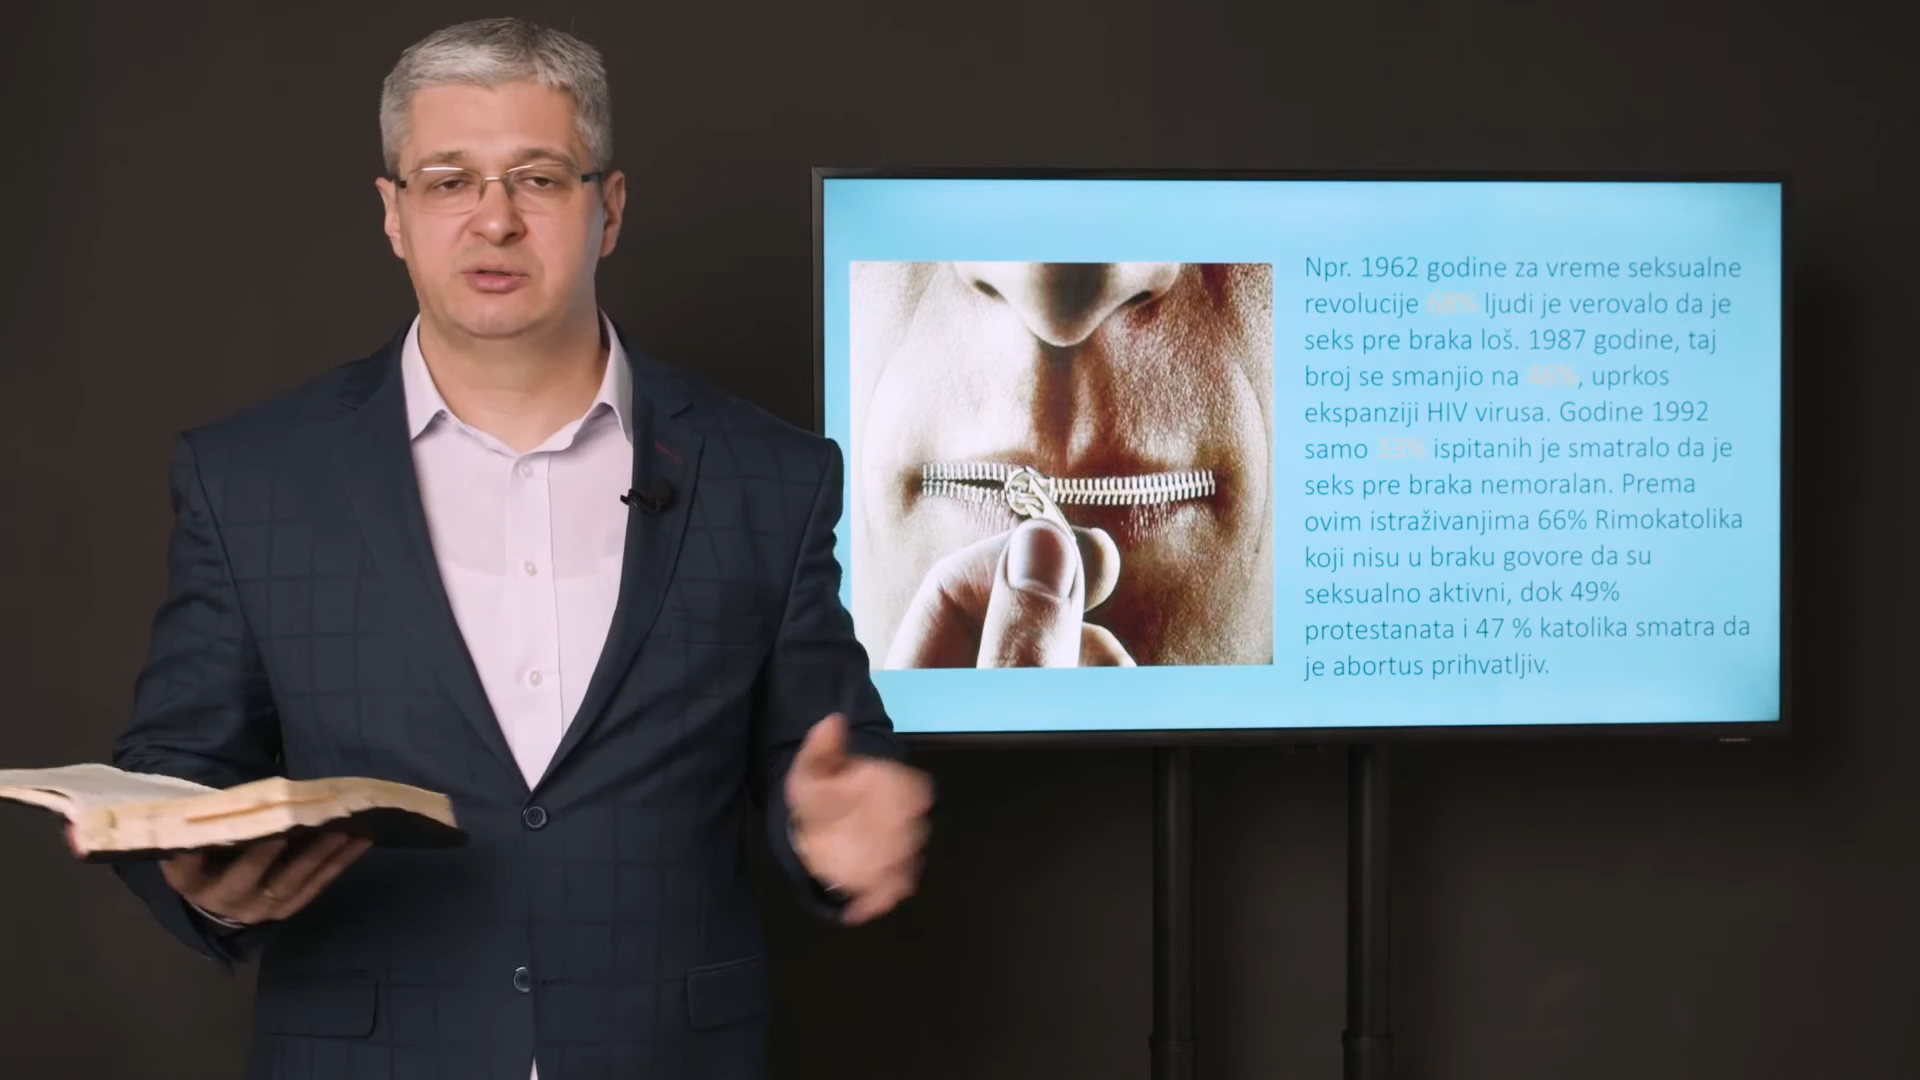 Npr. 1962 godine za vreme seksualne
revolucije 68% ljudi je verovalo da je
seks pre braka loš. 1987 godine, taj
broj se smanjio na 46%, uprkos
ekspanziji HIV virusa. Godine 1992
samo 33% ispitanih je smatralo da je
seks pre braka nemoralan. Prema
ovim istraživanjima 66% Rimokatolika
koji nisu u braku govore da su
seksualno aktivni, dok 49%
protestanata i 47 % katolika smatra da
je abortus prihvatljiv.